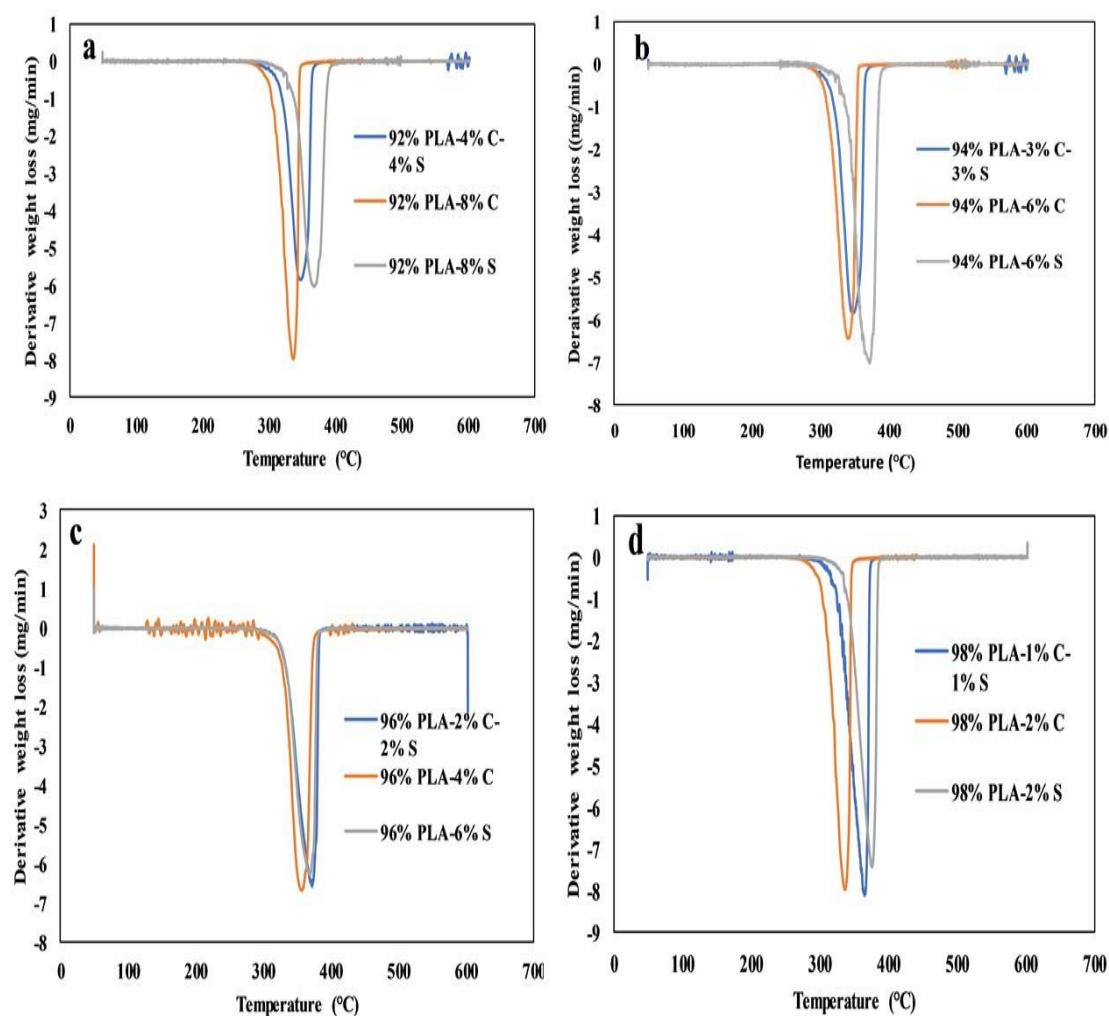 a
1
0
-1
-2
-3
-4
-5
-6
-7
-8
-9
Derivative weight loss (mg/min)
92% PLA-4% C-
4% S
92% PLA-8% C
92% PLA-8% S
0 100 200 300 400 500 600 700
Temperature (°C)
b
1
0
-1
-2
-3
-4
-5
-6
-7
-8
Deraivative weight loss ((mg/min)
94% PLA-3% C-
3% S
94% PLA-6% C
94% PLA-6% S
0 100 200 300 400 500 600 700
Temperature (°C)
c
3
2
1
0
-1
-2
-3
-4
-5
-6
-7
-8
Derivative weight loss (mg/min)
96% PLA-2% C-
2% S
96% PLA-4% C
96% PLA-6% S
0 100 200 300 400 500 600 700
Temperature (°C)
d
1
0
-1
-2
-3
-4
-5
-6
-7
-8
-9
Derivative weight loss (mg/min)
98% PLA-1% C-
1% S
98% PLA-2% C
98% PLA-2% S
0 100 200 300 400 500 600 700
Temperature (°C)